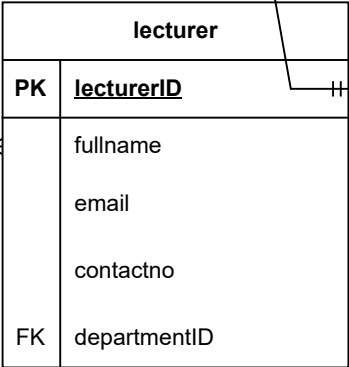 lecturer
PK lecturerID
fullname
email
contactno
FK departmentID